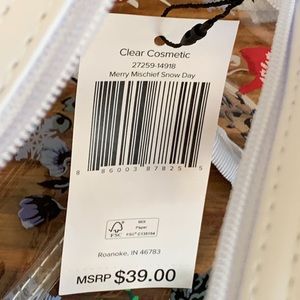 Clear Cosmetic
27259-14918
Merry Mischief Snow Day
8 86003 87825 5
FSC
MIX
Paper
Roanoke, IN 46783
MSRP $39.00